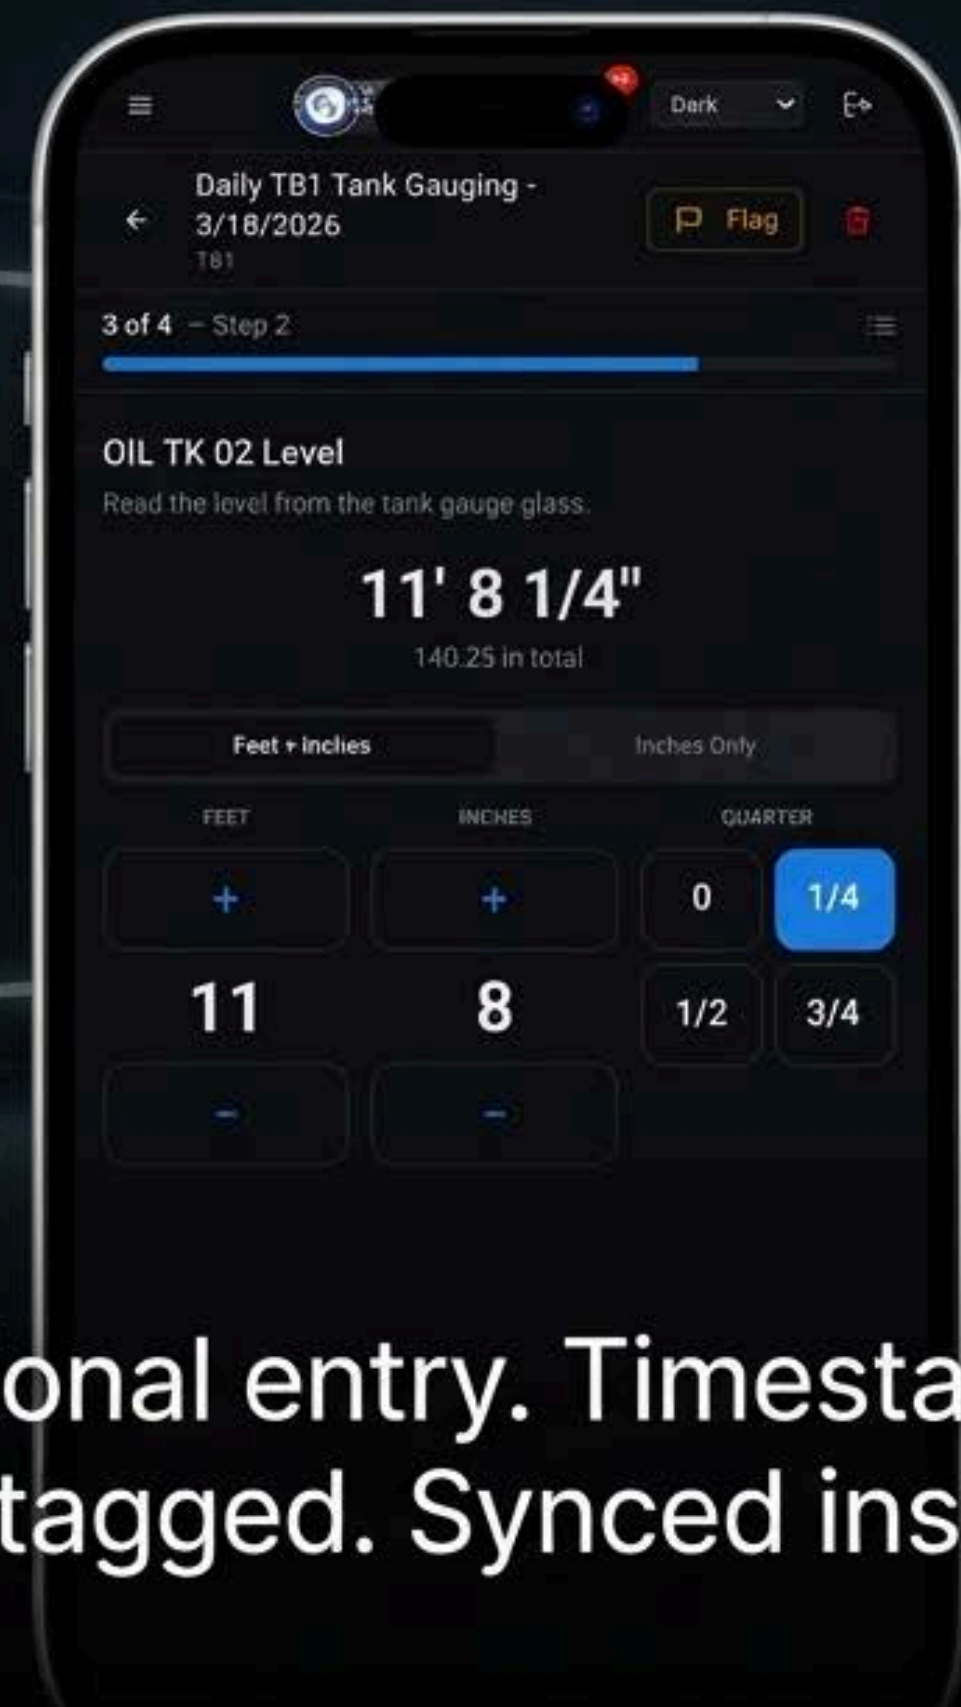 Dark
Daily TB1 Tank Gauging -
3/18/2026
TB1
Flag
3 of 4 – Step 2
OIL TK 02 Level
Read the level from the tank gauge glass.
11' 8 1/4"
140.25 in total
Feet + inches
Inches Only
FEET
INCHES
QUARTER
+
+
0
1/4
11
8
1/2
3/4
-
-
onal entry. Timesta
tagged. Synced ins